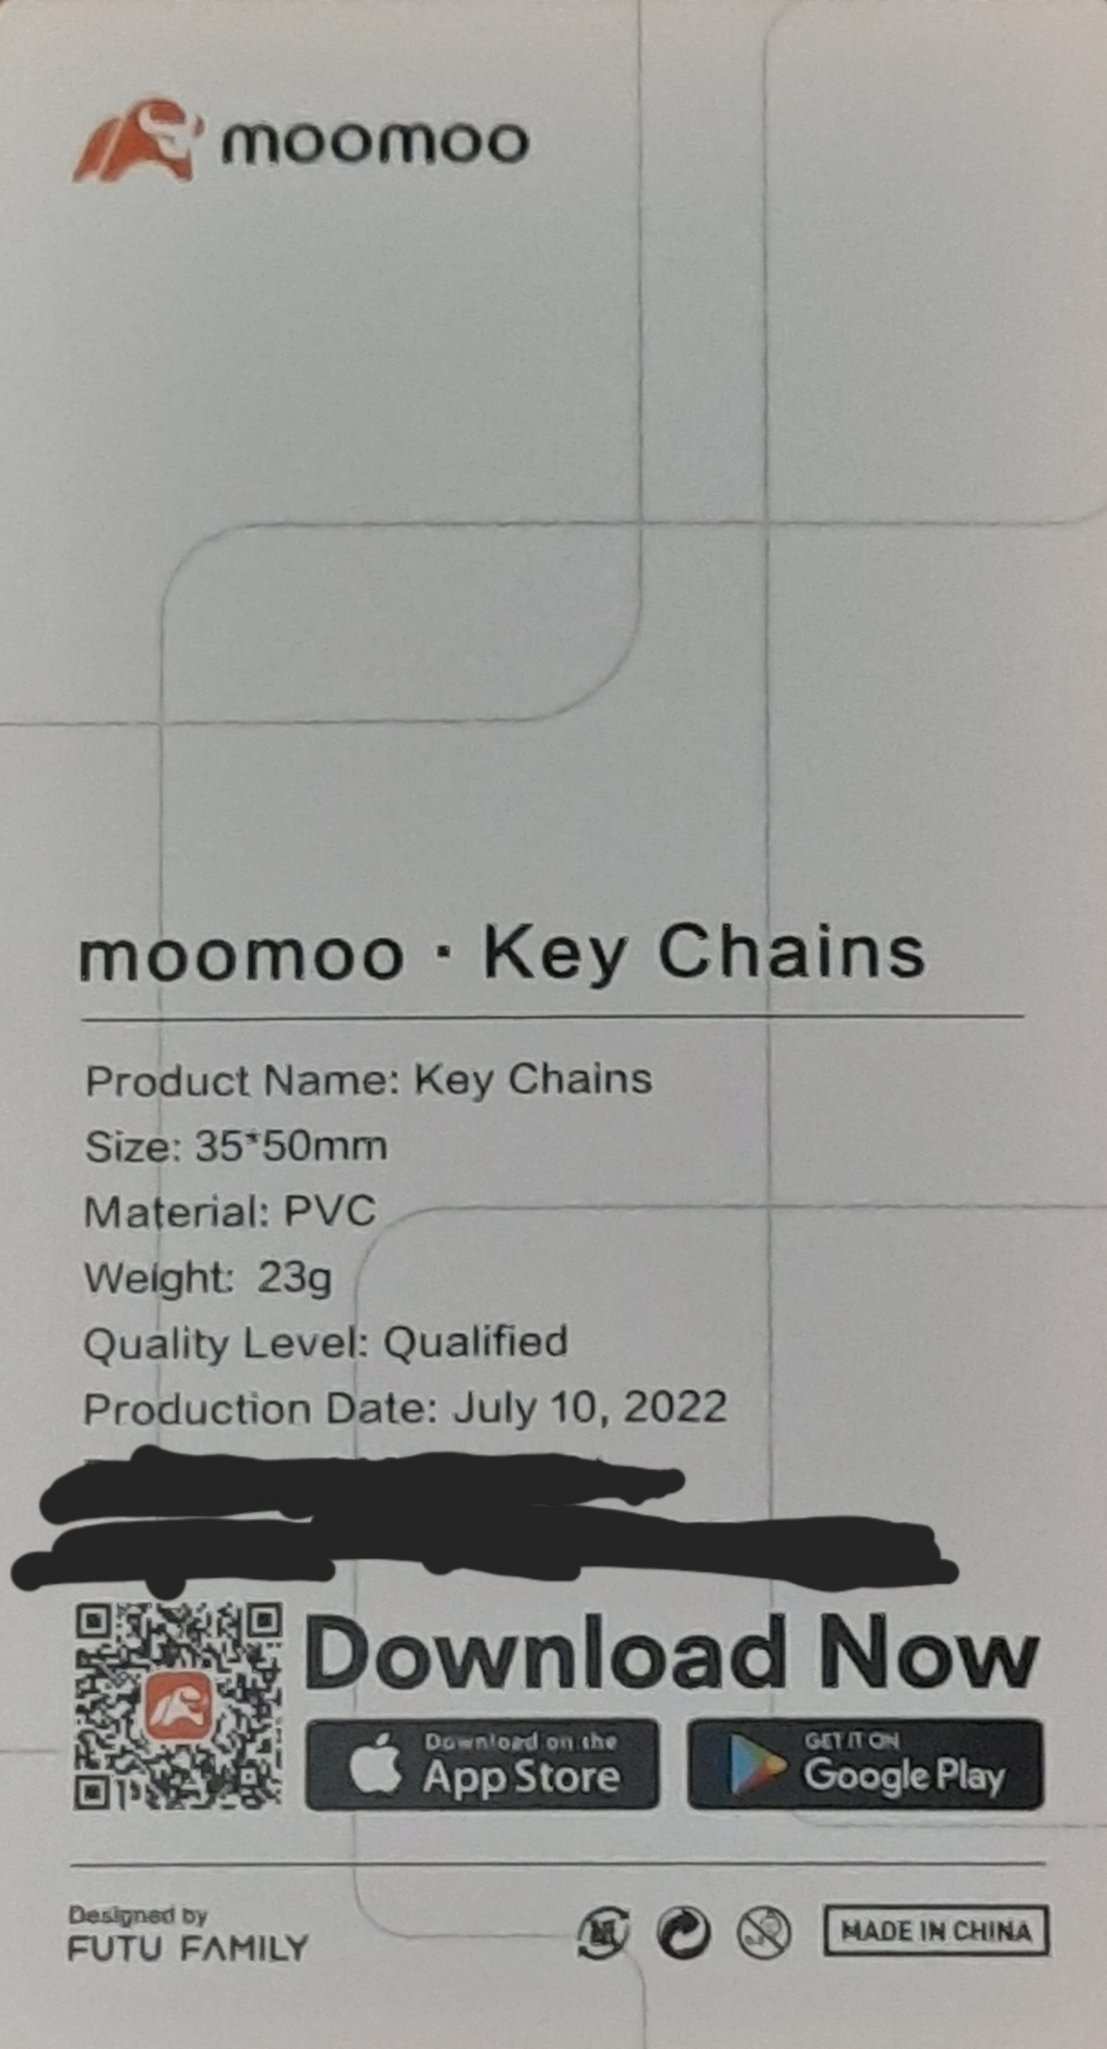 moomoo
moomoo · Key Chains
Product Name: Key Chains
Size: 35*50mm
Material: PVC
Weight: 23g
Quality Level: Qualified
Production Date: July 10, 2022
Download Now
Download on the
App Store
GET IT ON
Google Play
Designed by
FUTU FAMILY
MADE IN CHINA